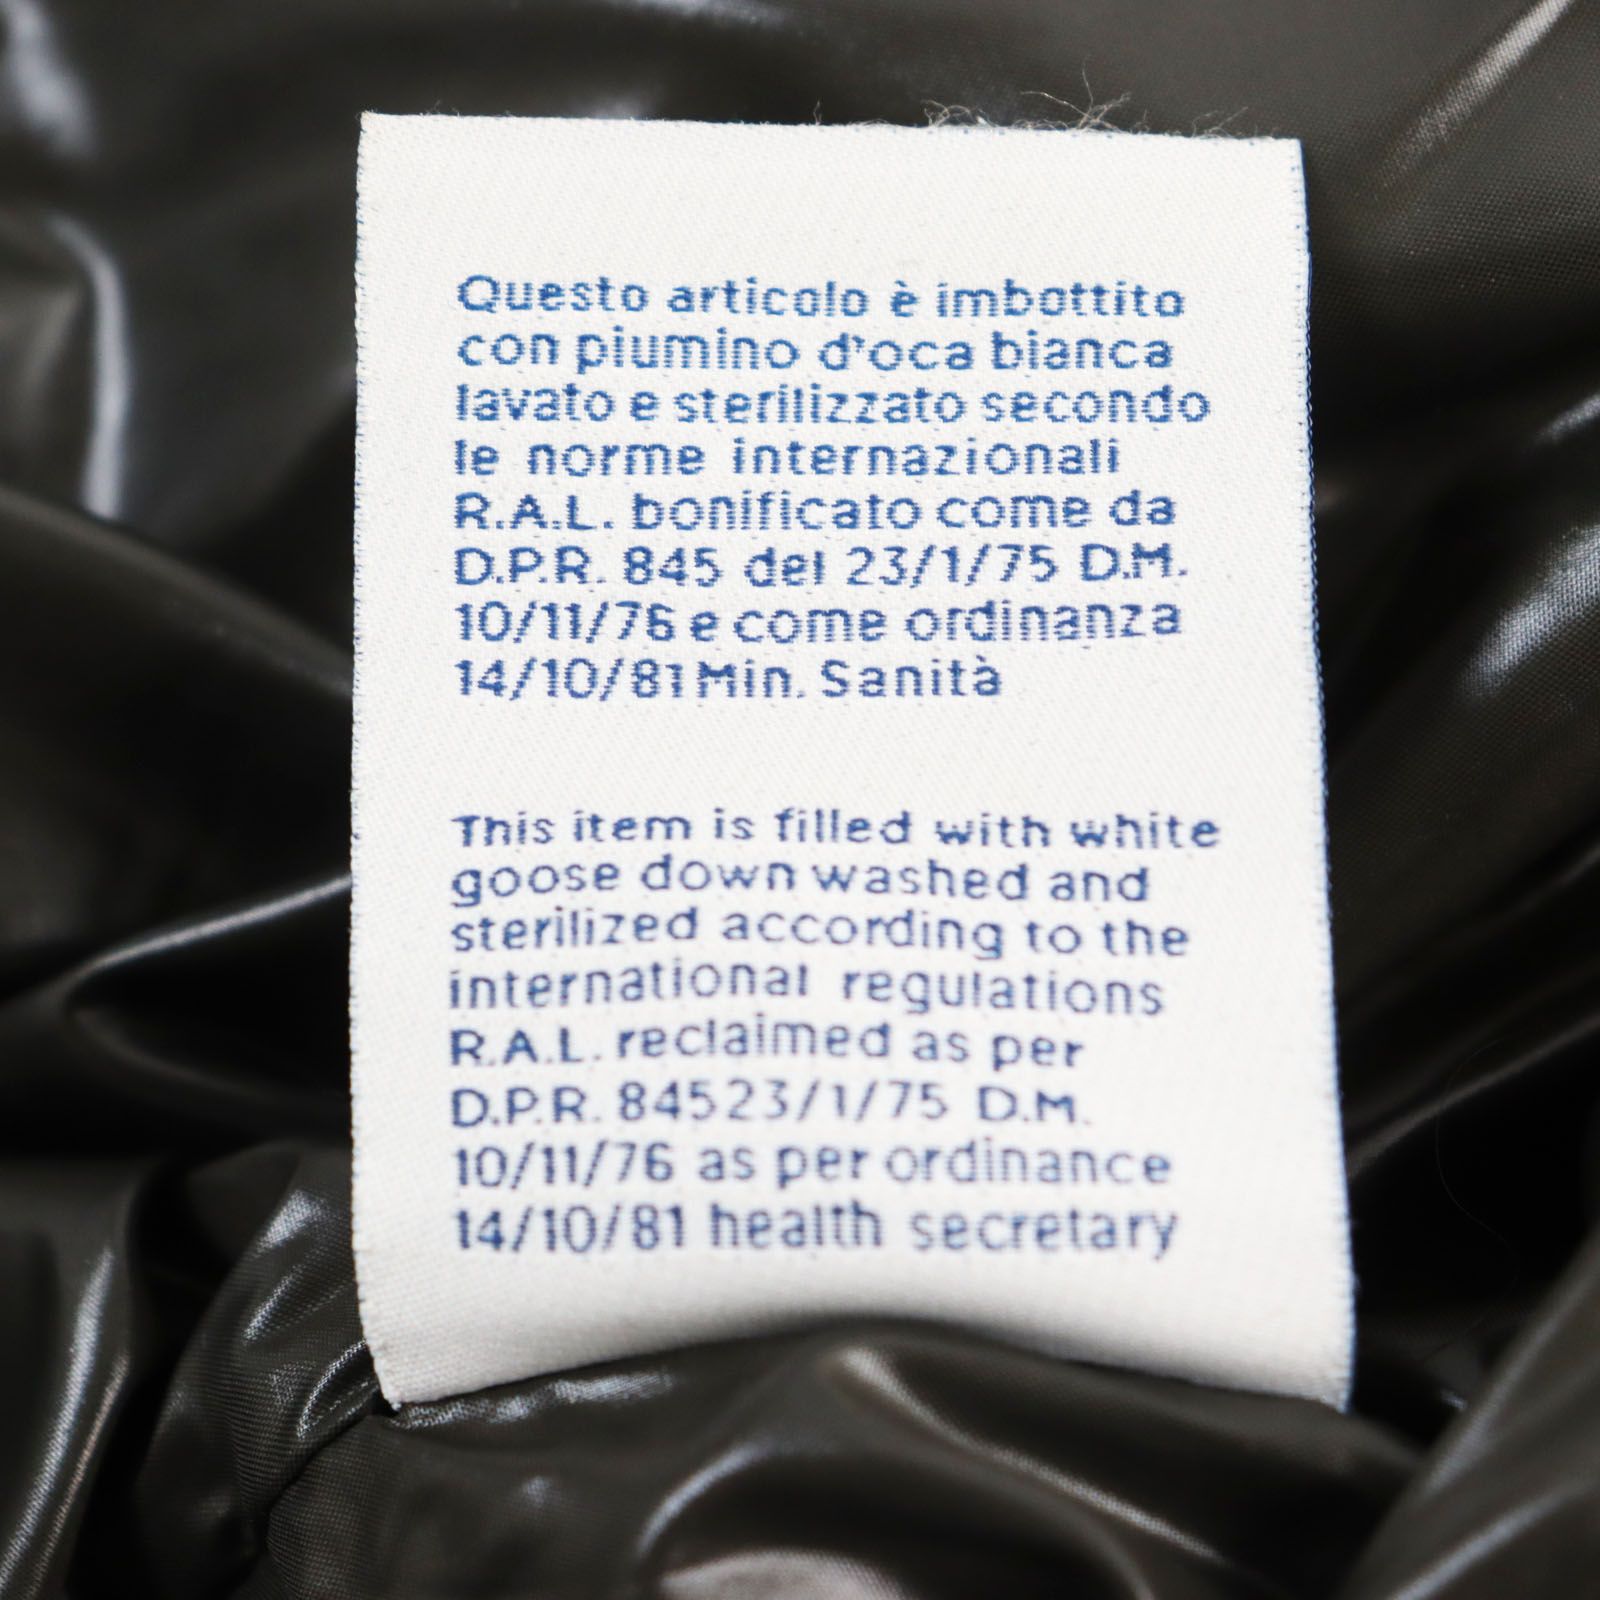 Questo articolo è imbottito
con piumino d'oca bianca
lavato e sterilizzato secondo
le norme internazionali
R.A.L. bonificato come da
D.P.R. 845 del 23/1/75 D.M.
10/11/76 e come ordinanza
14/10/81 Min. Sanità
This item is filled with white
goose down washed and
sterilized according to the
international regulations
R.A.L. reclaimed as per
D.P.R. 84523/1/75 D.M.
10/11/76 as per ordinance
14/10/81 health secretary